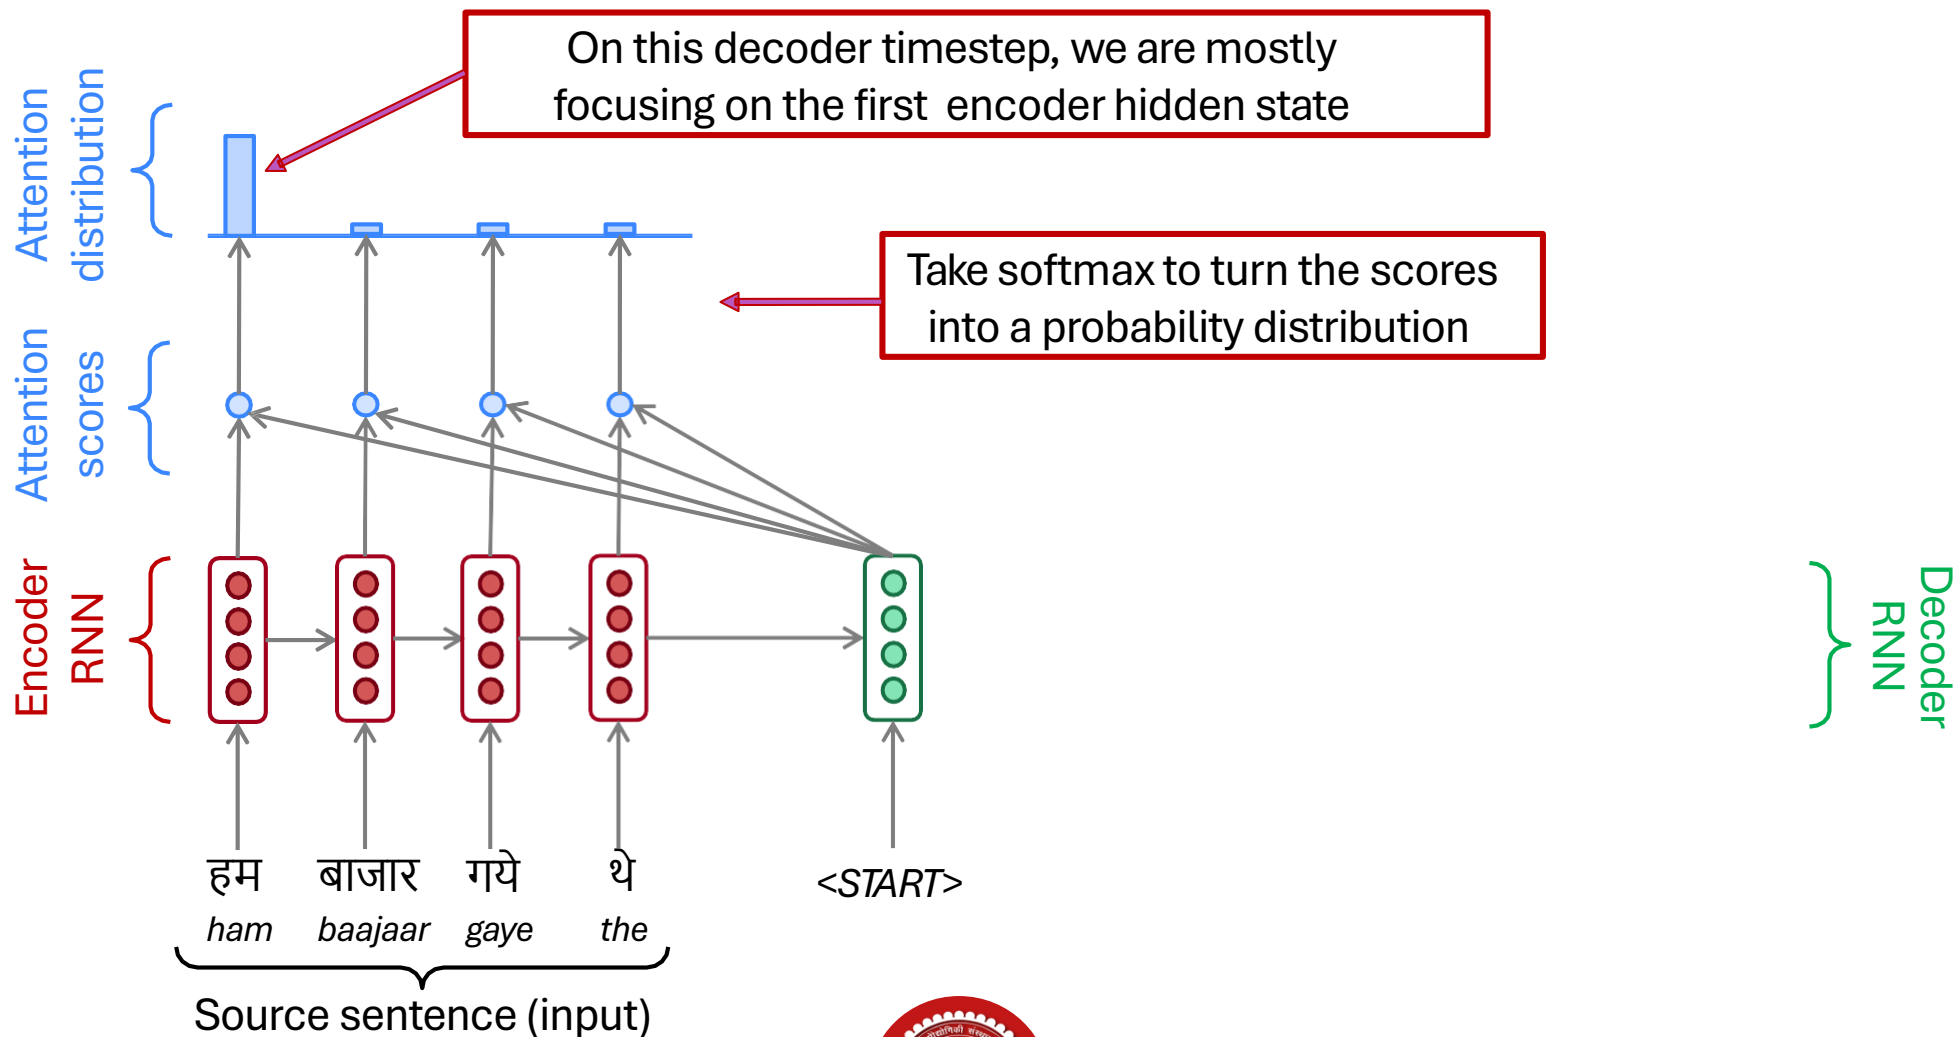 On this decoder timestep, we are mostly
focusing on the first encoder hidden state
Attention
distribution
Take softmax to turn the scores
into a probability distribution
Attention
scores
Encoder
RNN
Decoder
RNN
हम बाजार गये थे <START>
ham baajaar gaye the
Source sentence (input)